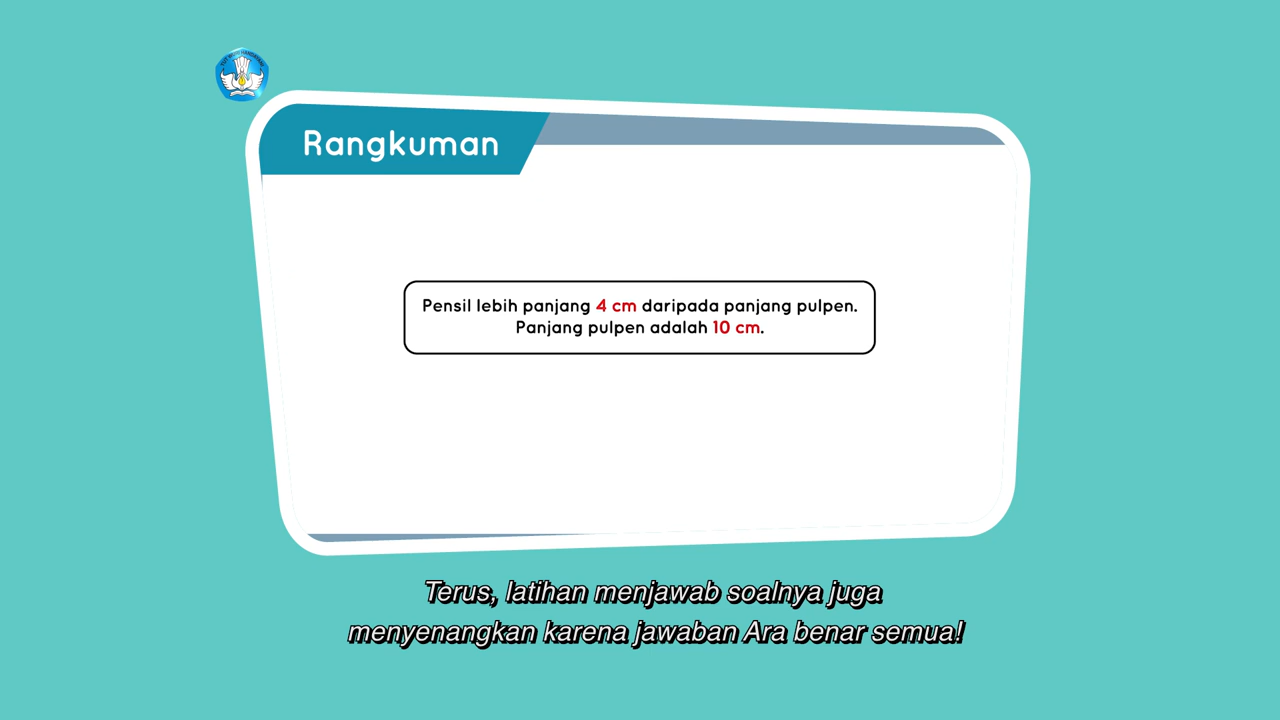 Rangkuman
Pensil lebih panjang 4 cm daripada panjang pulpen.
Panjang pulpen adalah 10 cm.
Terus, latihan menjawab soalnya juga
menyenangkan karena jawaban Ara benar semua!